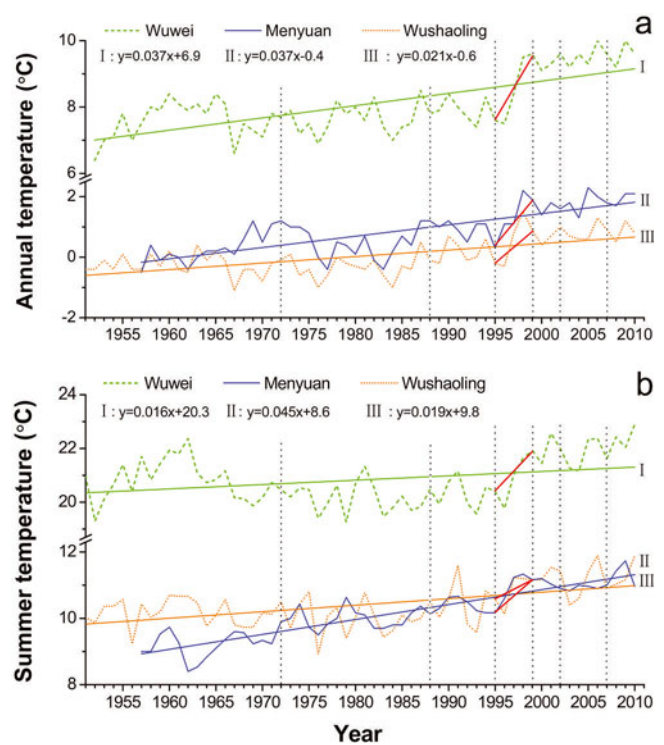 a
Wuwei Menyuan Wushaoling
I : y=0.037x+6.9 II : y=0.037x-0.4 III : y=0.021x-0.6
Annual temperature (°C)
10
8
6
2
0
-2
I
II
III
1955 1960 1965 1970 1975 1980 1985 1990 1995 2000 2005 2010
b
Wuwei Menyuan Wushaoling
I : y=0.016x+20.3 II : y=0.045x+8.6 III : y=0.019x+9.8
Summer temperature (°C)
24
22
20
12
10
8
I
II
III
1955 1960 1965 1970 1975 1980 1985 1990 1995 2000 2005 2010
Year